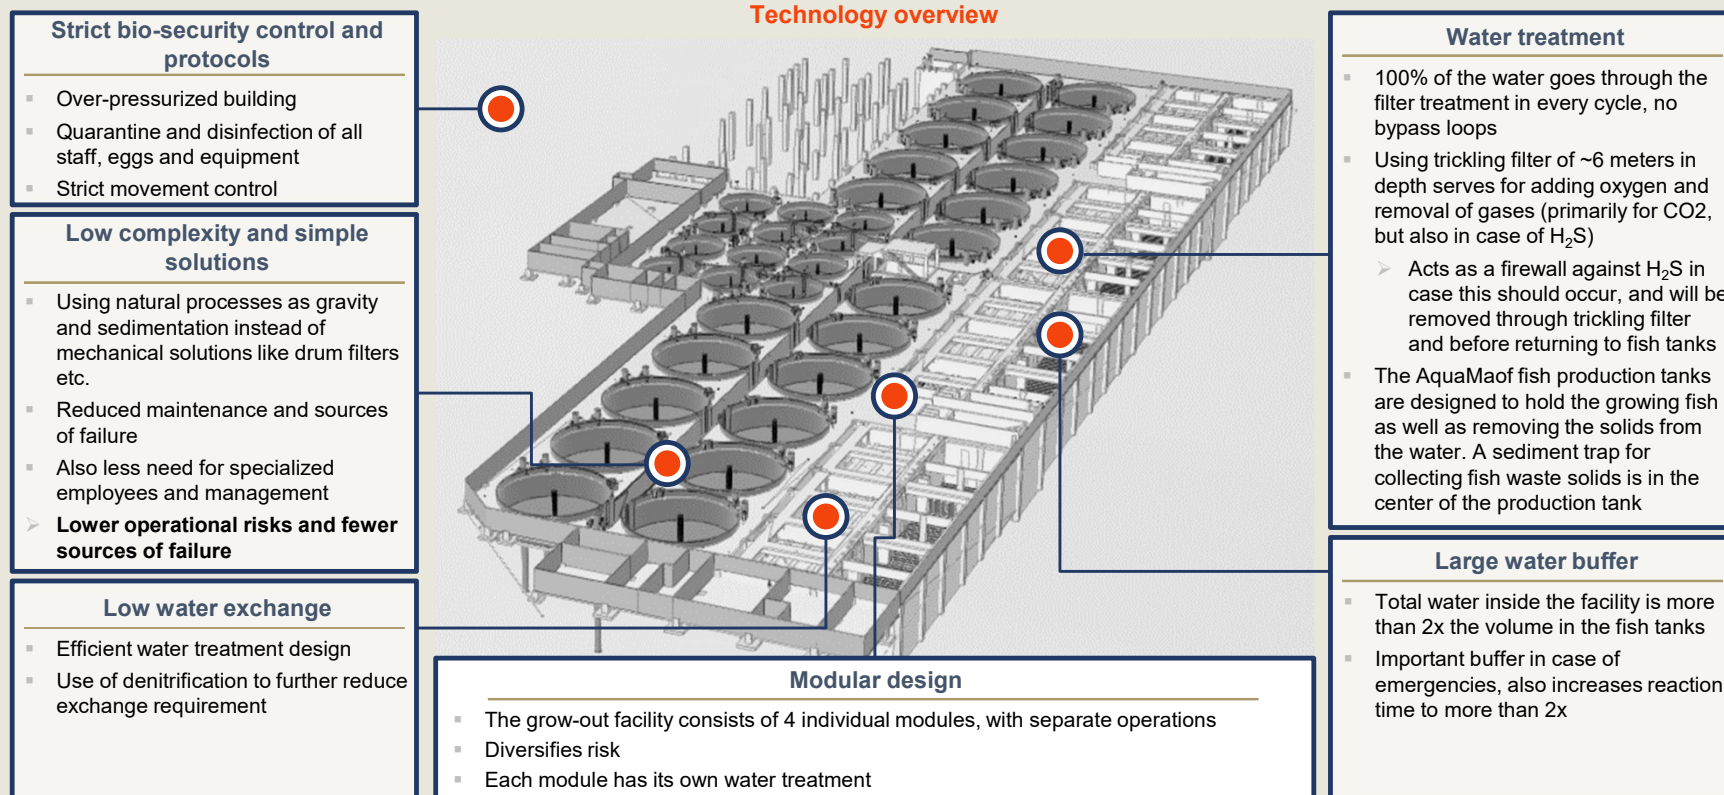 Technology overview
Strict bio-security control and
protocols
Over-pressurized building
Quarantine and disinfection of all
staff, eggs and equipment
Strict movement control
Low complexity and simple
solutions
Using natural processes as gravity
and sedimentation instead of
mechanical solutions like drum filters
etc.
Reduced maintenance and sources
of failure
Also less need for specialized
employees and management
Lower operational risks and fewer
sources of failure
Low water exchange
Efficient water treatment design
Use of denitrification to further reduce
exchange requirement
Modular design
The grow-out facility consists of 4 individual modules, with separate operations
Diversifies risk
Each module has its own water treatment
Water treatment
100% of the water goes through the
filter treatment in every cycle, no
bypass loops
Using trickling filter of ~6 meters in
depth serves for adding oxygen and
removal of gases (primarily for CO2,
but also in case of H₂S)
Acts as a firewall against H₂S in
case this should occur, and will be
removed through trickling filter
and before returning to fish tanks
The AquaMaof fish production tanks
are designed to hold the growing fish
as well as removing the solids from
the water. A sediment trap for
collecting fish waste solids is in the
center of the production tank
Large water buffer
Total water inside the facility is more
than 2x the volume in the fish tanks
Important buffer in case of
emergencies, also increases reaction
time to more than 2x